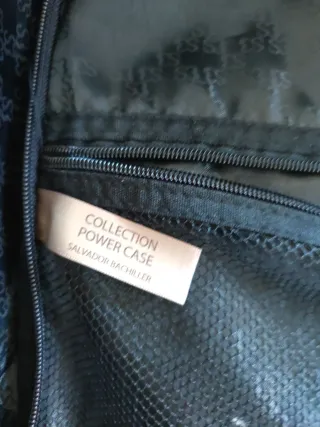 COLLECTION
POWER CASE
SALVADOR BACHILLER